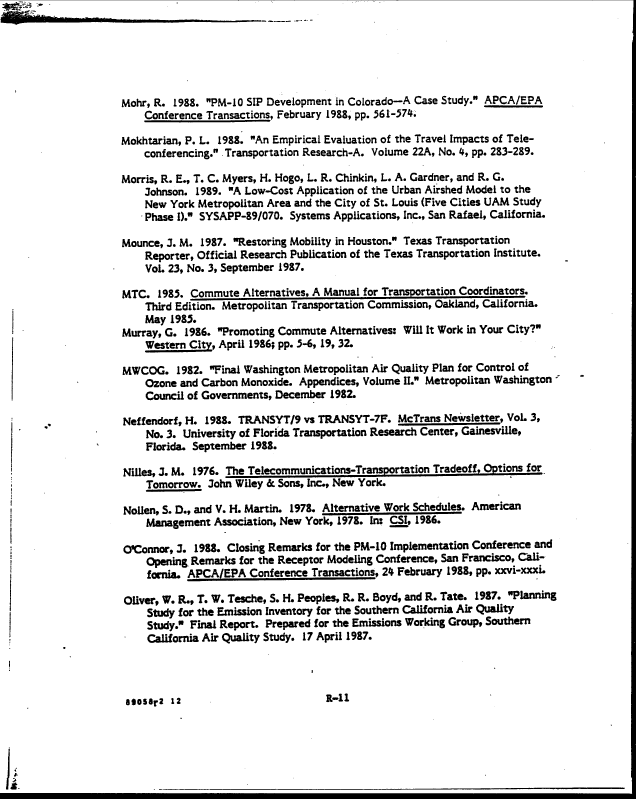 Mohr, R. 1988. "PM-10 SIP Development in Colorado—A Case Study." APCA/EPA
Conference Transactions, February 1988, pp. 561-574.
Mokhtarian, P. L. 1988. "An Empirical Evaluation of the Travel Impacts of Tele-
conferencing." Transportation Research-A. Volume 22A, No. 4, pp. 283-289.
Morris, R. E., T. C. Myers, H. Hogo, L. R. Chinkin, L. A. Gardner, and R. G.
Johnson. 1989. "A Low-Cost Application of the Urban Airshed Model to the
New York Metropolitan Area and the City of St. Louis (Five Cities UAM Study
Phase I)." SYSAPP-89/070. Systems Applications, Inc., San Rafael, California.
Mounce, J. M. 1987. "Restoring Mobility in Houston." Texas Transportation
Reporter, Official Research Publication of the Texas Transportation Institute.
Vol. 23, No. 3, September 1987.
MTC. 1985. Commute Alternatives, A Manual for Transportation Coordinators.
Third Edition. Metropolitan Transportation Commission, Oakland, California.
May 1985.
Murray, G. 1986. "Promoting Commute Alternatives: Will It Work in Your City?"
Western City, April 1986; pp. 5-6, 19, 32.
MWCOG. 1982. "Final Washington Metropolitan Air Quality Plan for Control of
Ozone and Carbon Monoxide. Appendices, Volume II." Metropolitan Washington
Council of Governments, December 1982.
Neffendorf, H. 1988. TRANSYT/9 vs TRANSYT-7F. McTrans Newsletter, Vol. 3,
No. 3. University of Florida Transportation Research Center, Gainesville,
Florida. September 1988.
Nilles, J. M. 1976. The Telecommunications-Transportation Tradeoff, Options for
Tomorrow. John Wiley & Sons, Inc., New York.
Nollen, S. D., and V. H. Martin. 1978. Alternative Work Schedules. American
Management Association, New York, 1978. In: CSI, 1986.
O'Connor, J. 1988. Closing Remarks for the PM-10 Implementation Conference and
Opening Remarks for the Receptor Modeling Conference, San Francisco, Cali-
fornia. APCA/EPA Conference Transactions, 24 February 1988, pp. xxvi-xxxi.
Oliver, W. R., T. W. Tesche, S. H. Peoples, R. R. Boyd, and R. Tate. 1987. "Planning
Study for the Emission Inventory for the Southern California Air Quality
Study." Final Report. Prepared for the Emissions Working Group, Southern
California Air Quality Study. 17 April 1987.
89058r2 12
R-11